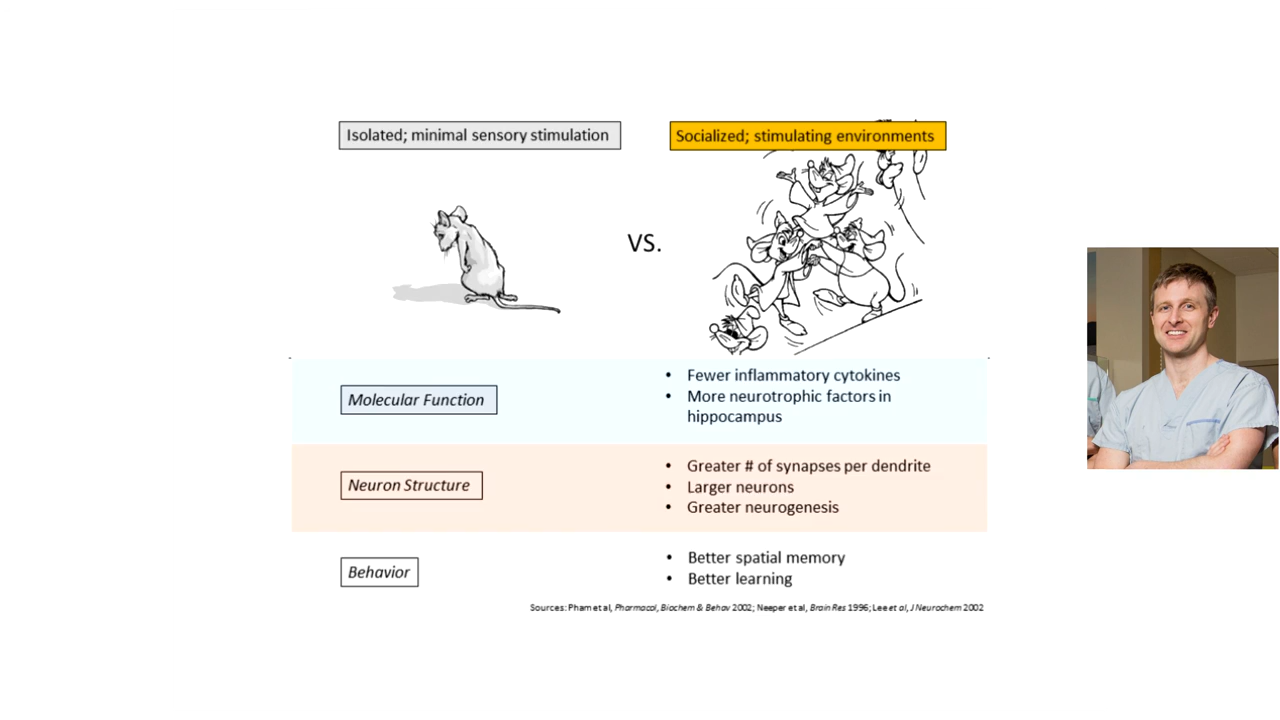 Isolated; minimal sensory stimulation
Socialized; stimulating environments
VS.
Molecular Function
• Fewer inflammatory cytokines
• More neurotrophic factors in
hippocampus
Neuron Structure
• Greater # of synapses per dendrite
• Larger neurons
• Greater neurogenesis
Behavior
• Better spatial memory
• Better learning
Sources: Pham et al, Pharmacol, Biochem & Behav 2002; Neeper et al, Brain Res 1996; Lee et al, J Neurochem 2002